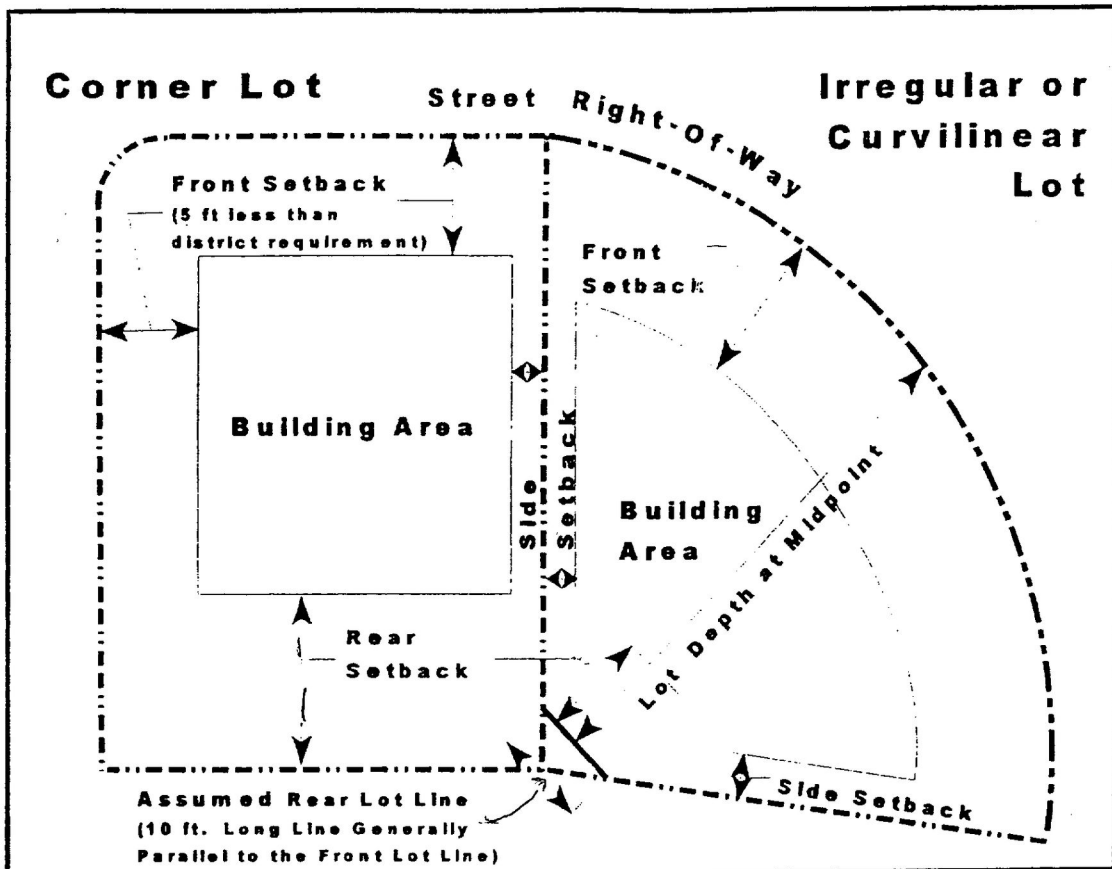 Corner Lot
Street Right-Of-Way
Irregular or
Curvilinear
Lot
Front Setback
(5 ft less than
district requirement)
Front
Setback
Building Area
Side
Setback
Building
Area
Lot Depth at Midpoint
Rear
Setback
Side Setback
Assumed Rear Lot Line
(10 ft. Long Line Generally
Parallel to the Front Lot Line)